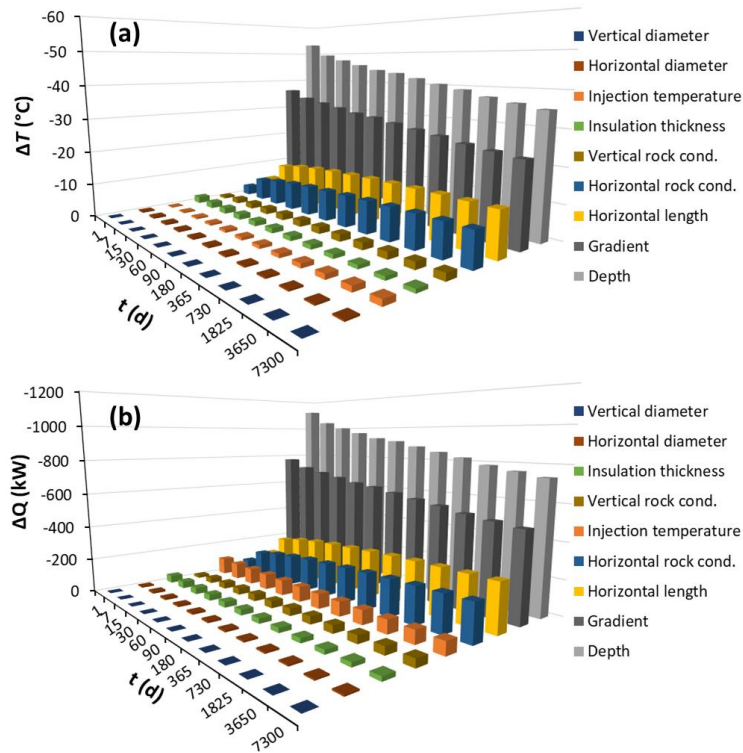 (a)
-60
-50
-40
-30
-20
-10
0
ΔT (°C)
1
7
15
30
60
90
180
365
730
1825
3650
7300
t (d)
Vertical diameter
Horizontal diameter
Injection temperature
Insulation thickness
Vertical rock cond.
Horizontal rock cond.
Horizontal length
Gradient
Depth
(b)
-1200
-1000
-800
-600
-400
-200
0
ΔQ (kW)
1
7
15
30
60
90
180
365
730
1825
3650
7300
t (d)
Vertical diameter
Horizontal diameter
Insulation thickness
Vertical rock cond.
Injection temperature
Horizontal rock cond.
Horizontal length
Gradient
Depth